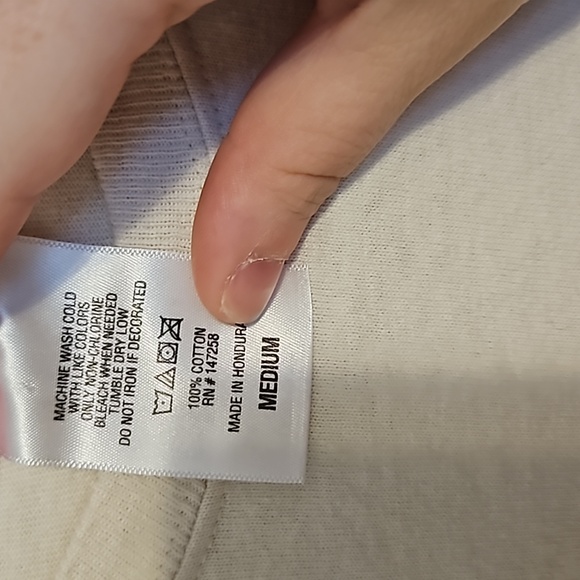 MACHINE WASH COLD
WITH LIKE COLORS
ONLY NON-CHLORINE
BLEACH WHEN NEEDED
TUMBLE DRY LOW
DO NOT IRON IF DECORATED
100% COTTON
RN # 147258
MADE IN HONDURA
MEDIUM